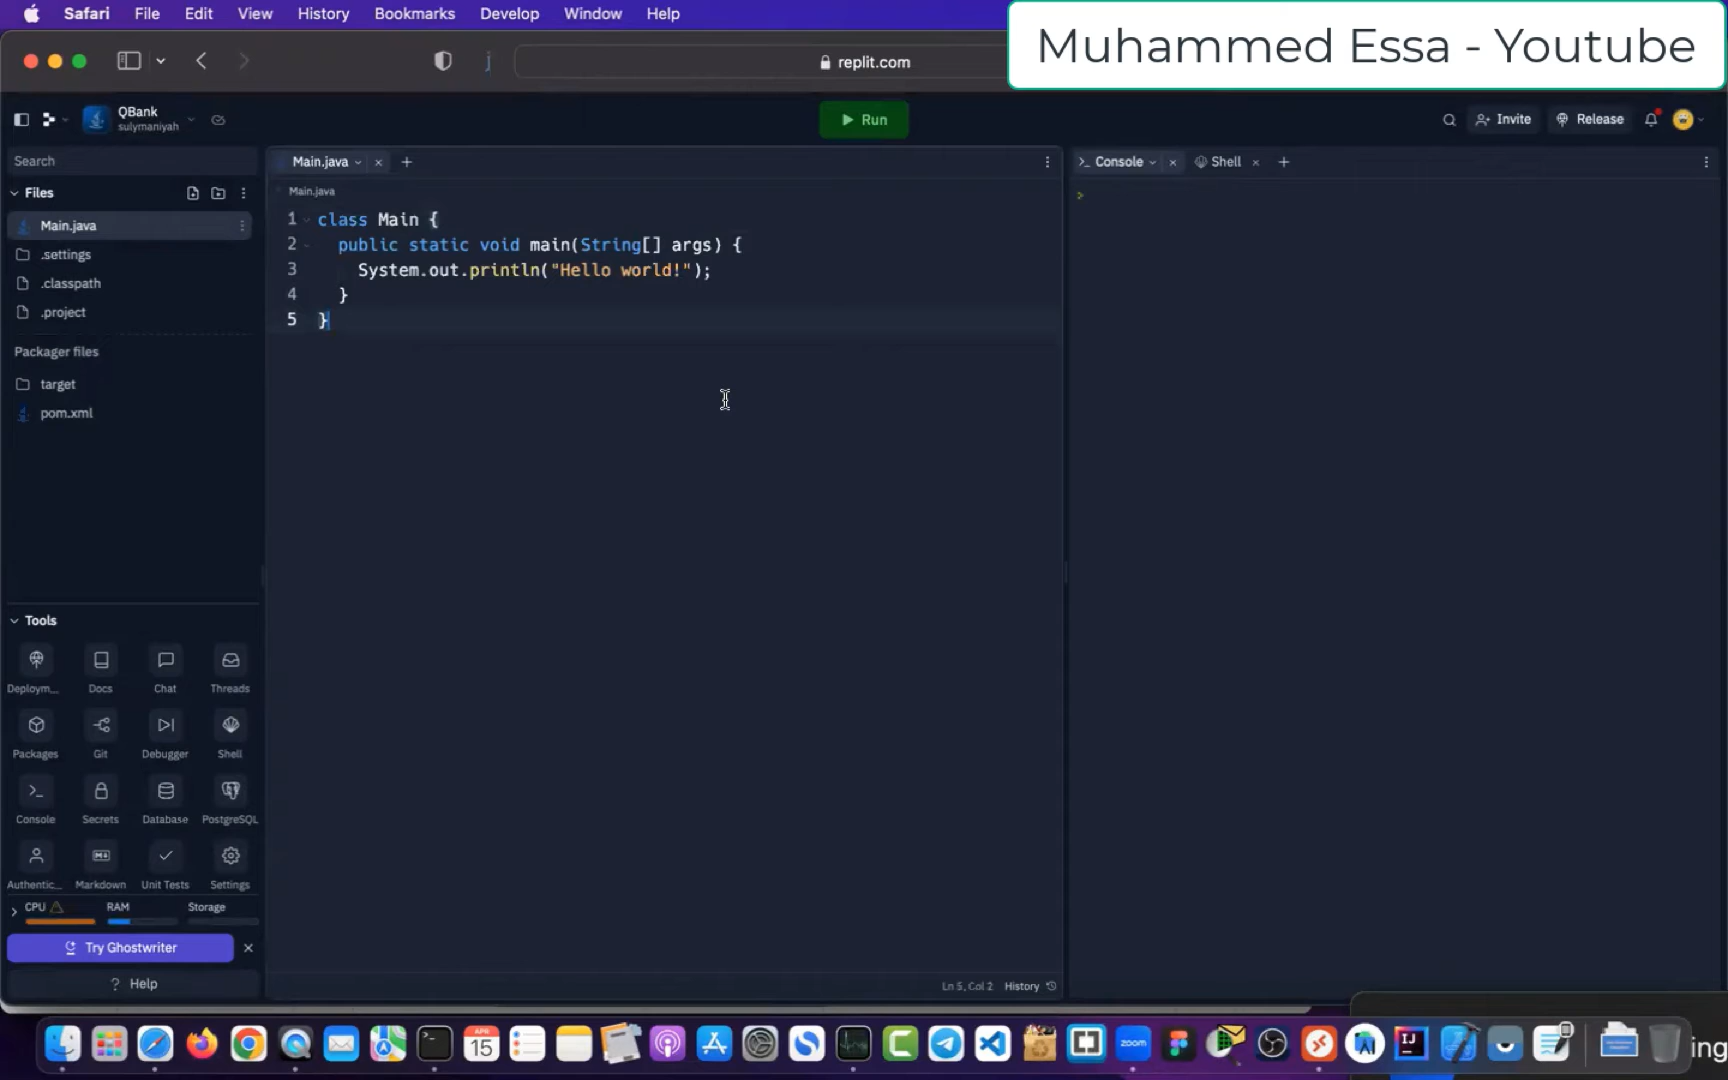 Safari File Edit View History Bookmarks Develop Window Help
Muhammed Essa - Youtube
replit.com
QBank
sulymaniyah
Run
Invite
Release
Search
Files
Main.java
.settings
.classpath
.project
Packager files
target
pom.xml
Main.java
Main.java
1 class Main {
2 public static void main(String[] args) {
3 System.out.println("Hello world!");
4 }
5 }
Console
Shell
>
Tools
Deploym... Docs Chat Threads
Packages Git Debugger Shell
Console Secrets Database PostgreSQL
Authentic... Markdown Unit Tests Settings
CPU RAM Storage
Try Ghostwriter
? Help
Ln 5, Col 2 History
APR
15
zoom
IJ
ing